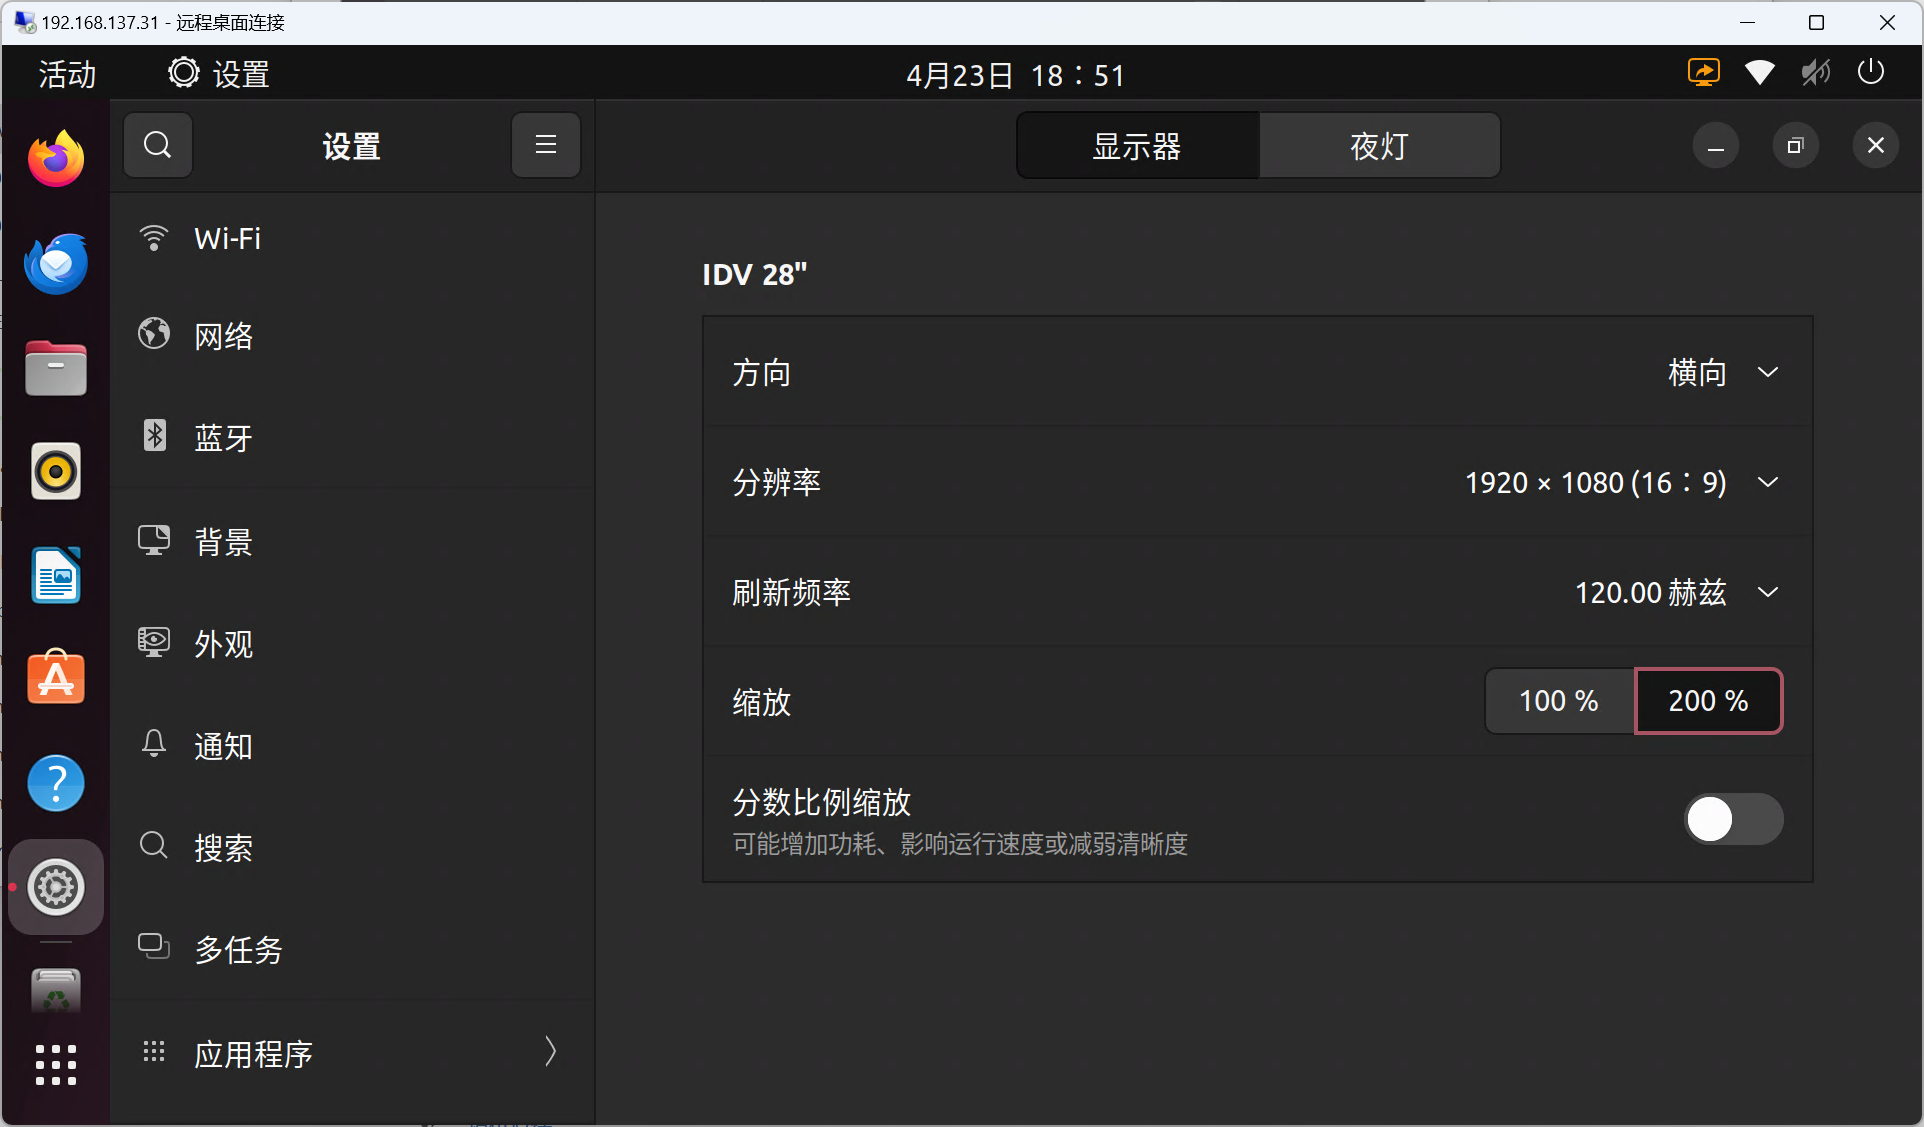 192.168.137.31 - 远程桌面连接
活动
设置
4月23日 18：51
设置
显示器
夜灯
Wi-Fi
网络
蓝牙
背景
外观
通知
搜索
多任务
应用程序
IDV 28"
方向
横向
分辨率
1920 × 1080 (16：9)
刷新频率
120.00 赫兹
缩放
100 %
200 %
分数比例缩放
可能增加功耗、影响运行速度或减弱清晰度